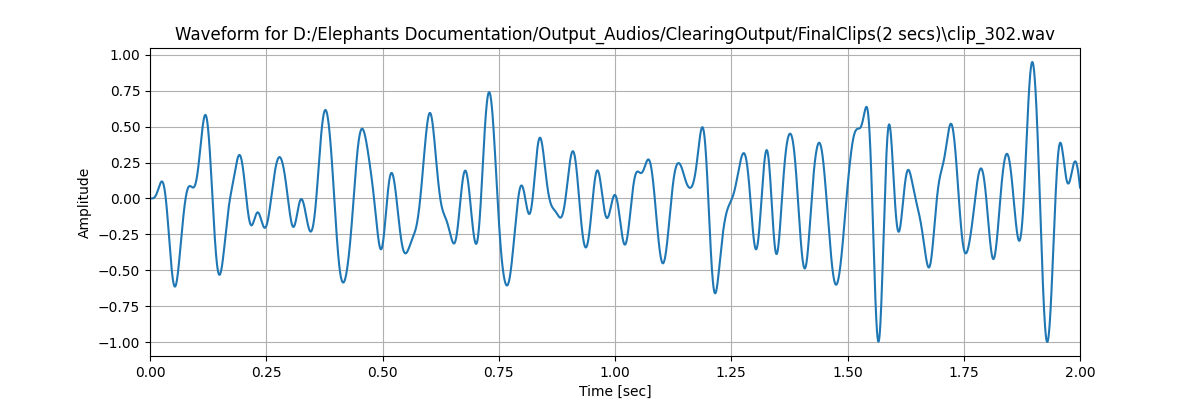 Waveform for D:/Elephants Documentation/Output_Audios/ClearingOutput/FinalClips(2 secs)\clip_302.wav
1.00
0.75
0.50
0.25
0.00
−0.25
−0.50
−0.75
−1.00
Amplitude
0.00 0.25 0.50 0.75 1.00 1.25 1.50 1.75 2.00
Time [sec]